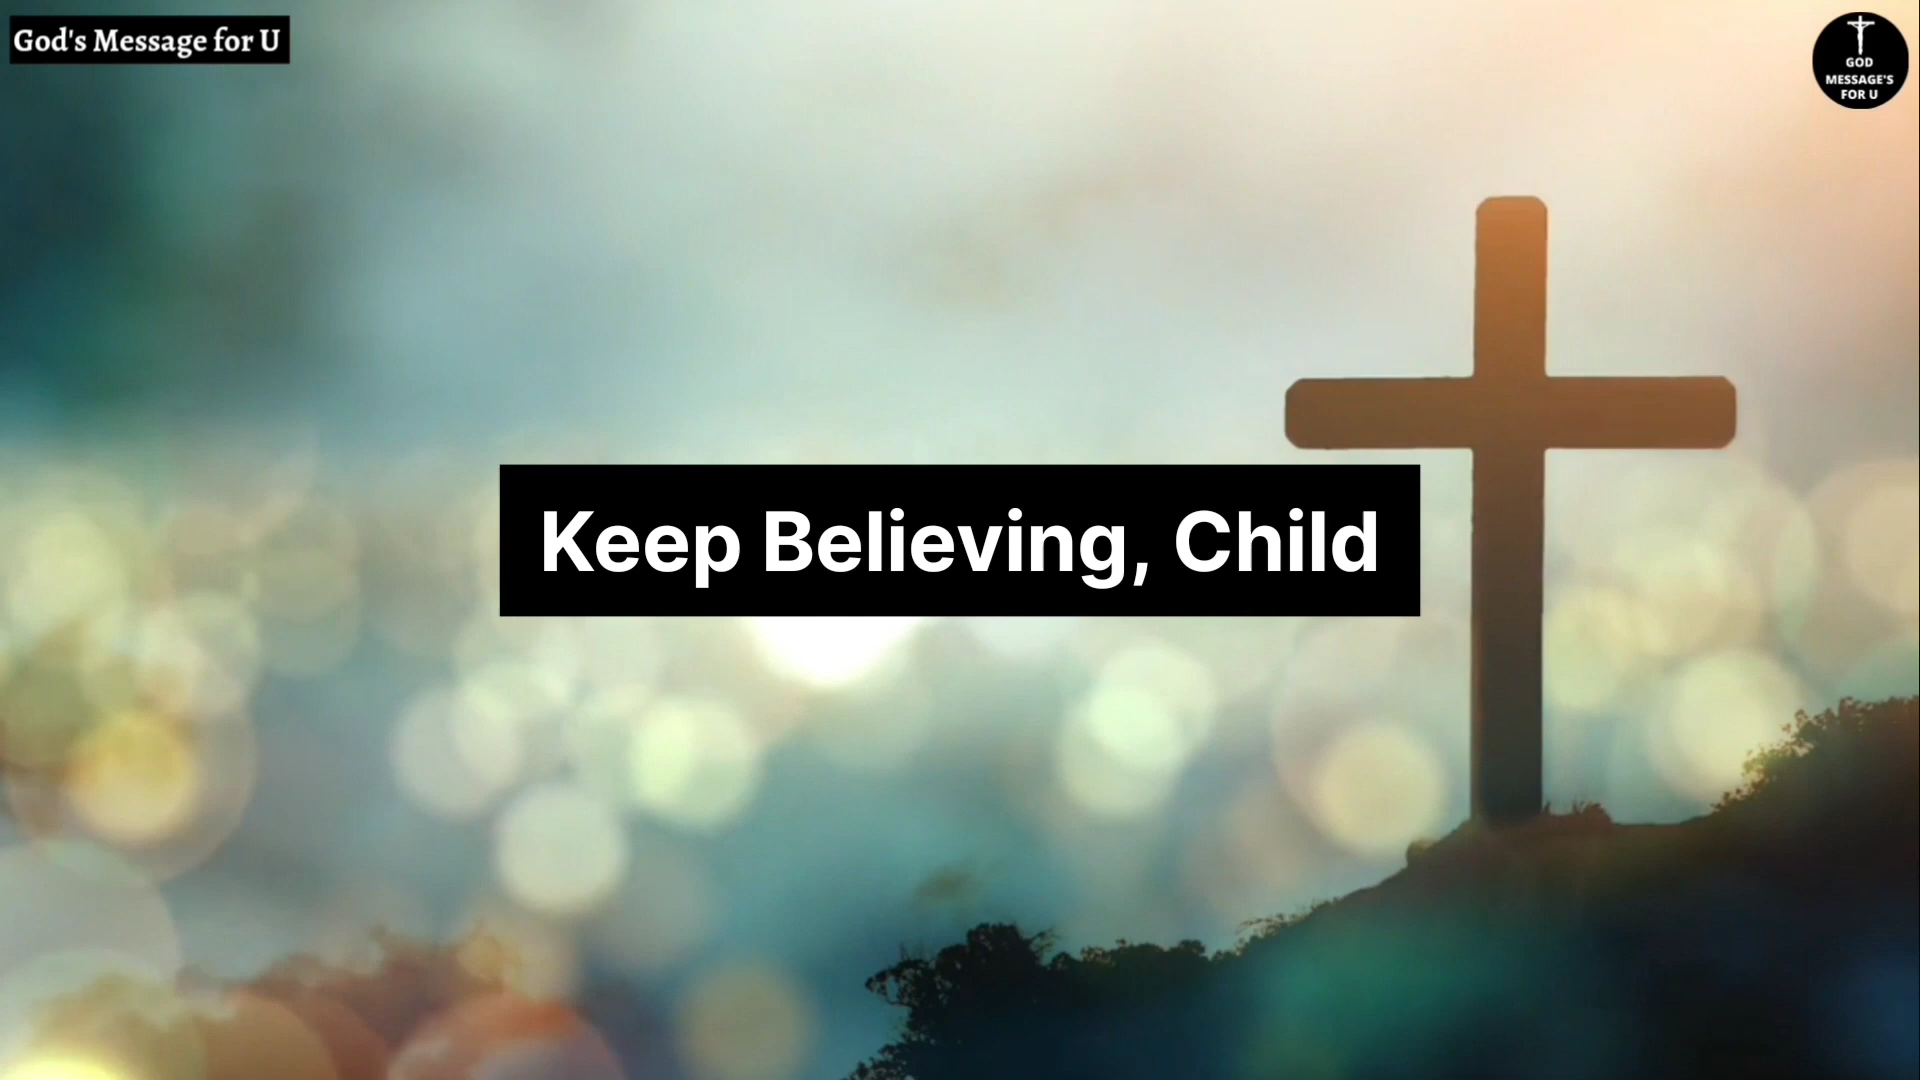 God's Message for U
GOD
MESSAGE'S
FOR U
Keep Believing, Child